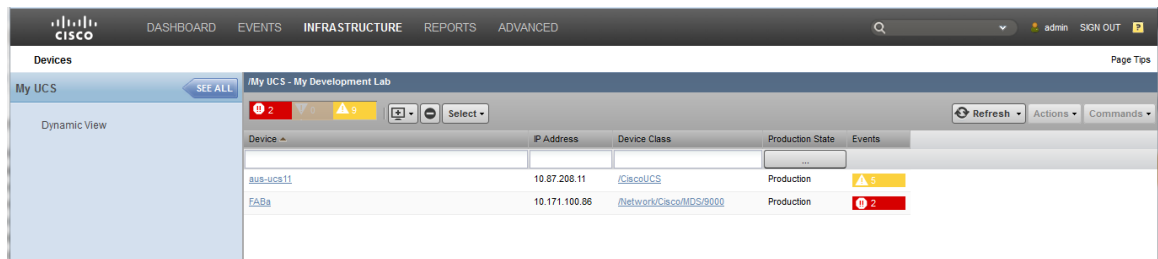 CISCO DASHBOARD EVENTS INFRASTRUCTURE REPORTS ADVANCED admin SIGN OUT ?
Devices Page Tips
My UCS SEE ALL /My UCS - My Development Lab
2 0 9 Select Refresh Actions Commands
Dynamic View
Device IP Address Device Class Production State Events
...
aus-ucs11 10.87.208.11 /CiscoUCS Production 5
FABa 10.171.100.86 /Network/Cisco/MDS/9000 Production 2